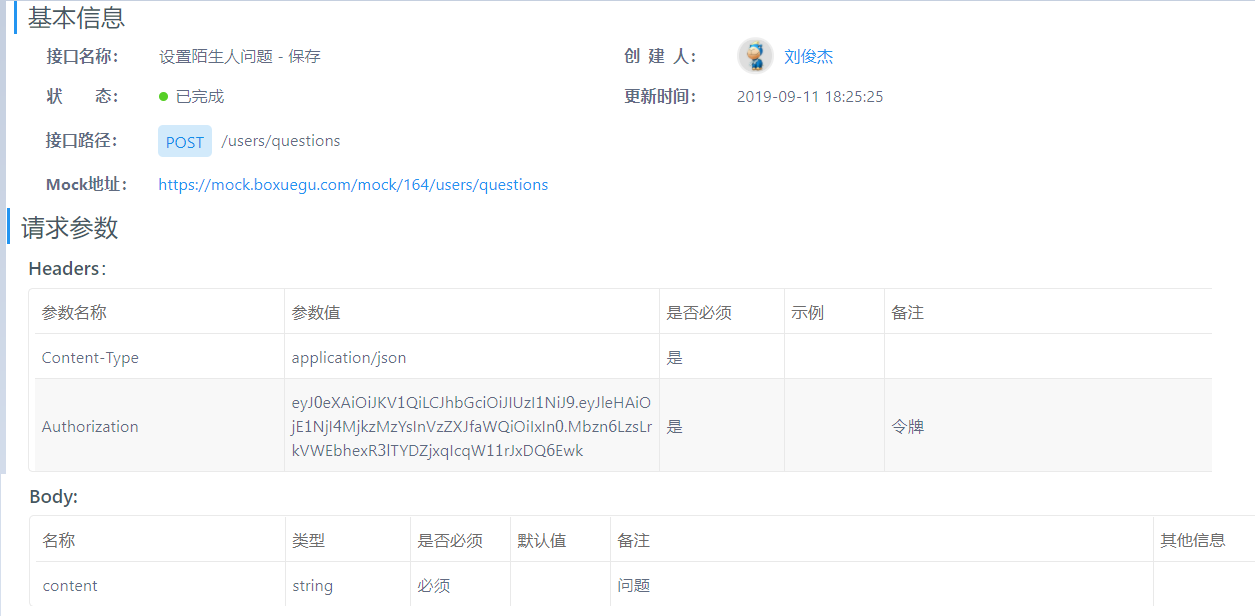 基本信息
接口名称： 设置陌生人问题 - 保存 创 建 人： 刘俊杰
状 态： 已完成 更新时间： 2019-09-11 18:25:25
接口路径： POST /users/questions
Mock地址： https://mock.boxuegu.com/mock/164/users/questions
请求参数
Headers：
参数名称 参数值 是否必须 示例 备注
Content-Type application/json 是
eyJ0eXAiOiJKV1QiLCJhbGciOiJIUzI1NiJ9.eyJleHAiO
Authorization jE1NjI4MjkzMzYsInVzZXJfaWQiOiIxIn0.Mbzn6LzsLr 是 令牌
kVWEbhexR3lTYDZjxqIcqW11rJxDQ6Ewk
Body:
名称 类型 是否必须 默认值 备注 其他信息
content string 必须 问题